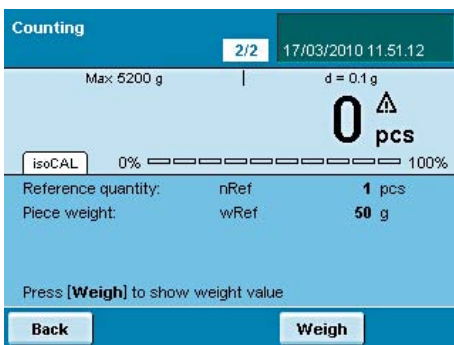 Counting
2/2 17/03/2010 11.51.12
Max 5200 g d = 0.1 g
0 pcs
isoCAL 0% 100%
Reference quantity: nRef 1 pcs
Piece weight: wRef 50 g
Press [Weigh] to show weight value
Back Weigh